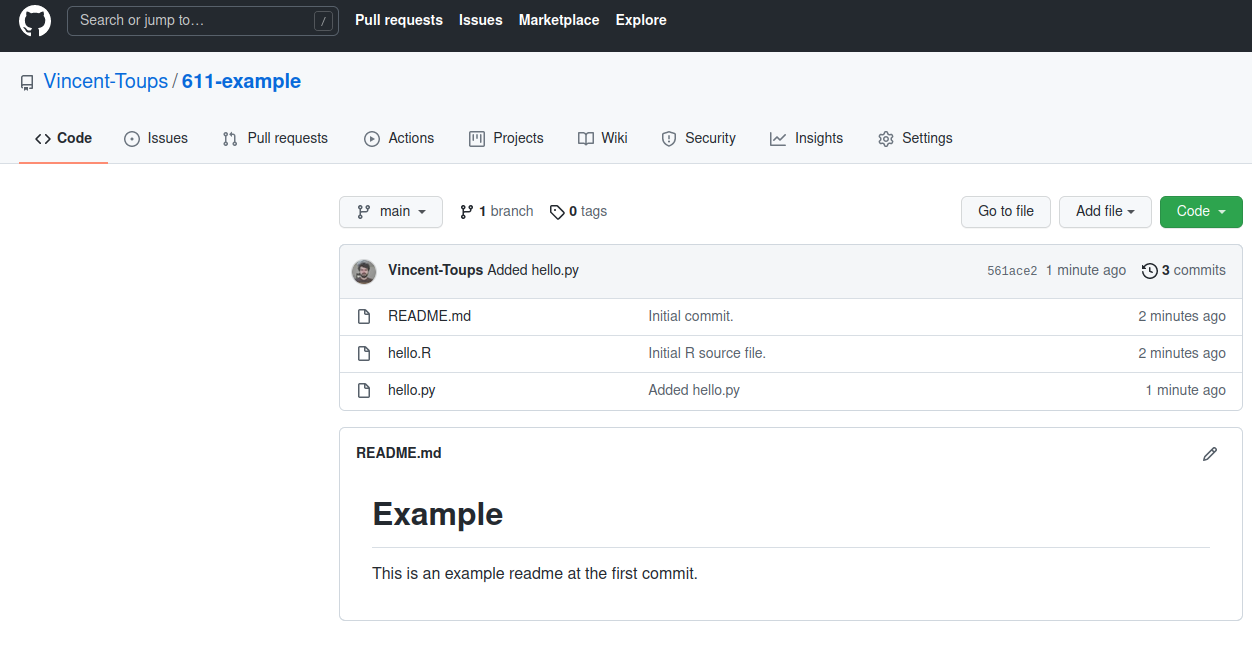 Search or jump to… / Pull requests Issues Marketplace Explore
Vincent-Toups / 611-example
Code Issues Pull requests Actions Projects Wiki Security Insights Settings
main 1 branch 0 tags Go to file Add file Code
Vincent-Toups Added hello.py 561ace2 1 minute ago 3 commits
README.md Initial commit. 2 minutes ago
hello.R Initial R source file. 2 minutes ago
hello.py Added hello.py 1 minute ago
README.md
Example
This is an example readme at the first commit.